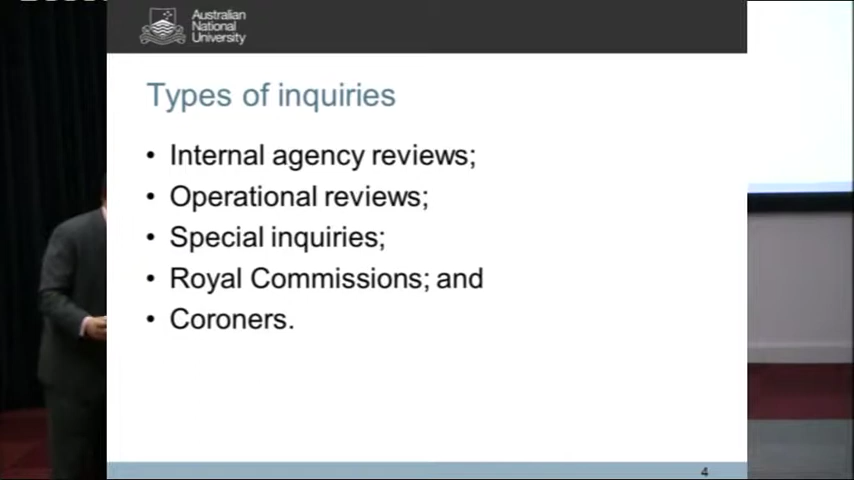 Australian
National
University
Types of inquiries
• Internal agency reviews;
• Operational reviews;
• Special inquiries;
• Royal Commissions; and
• Coroners.
4